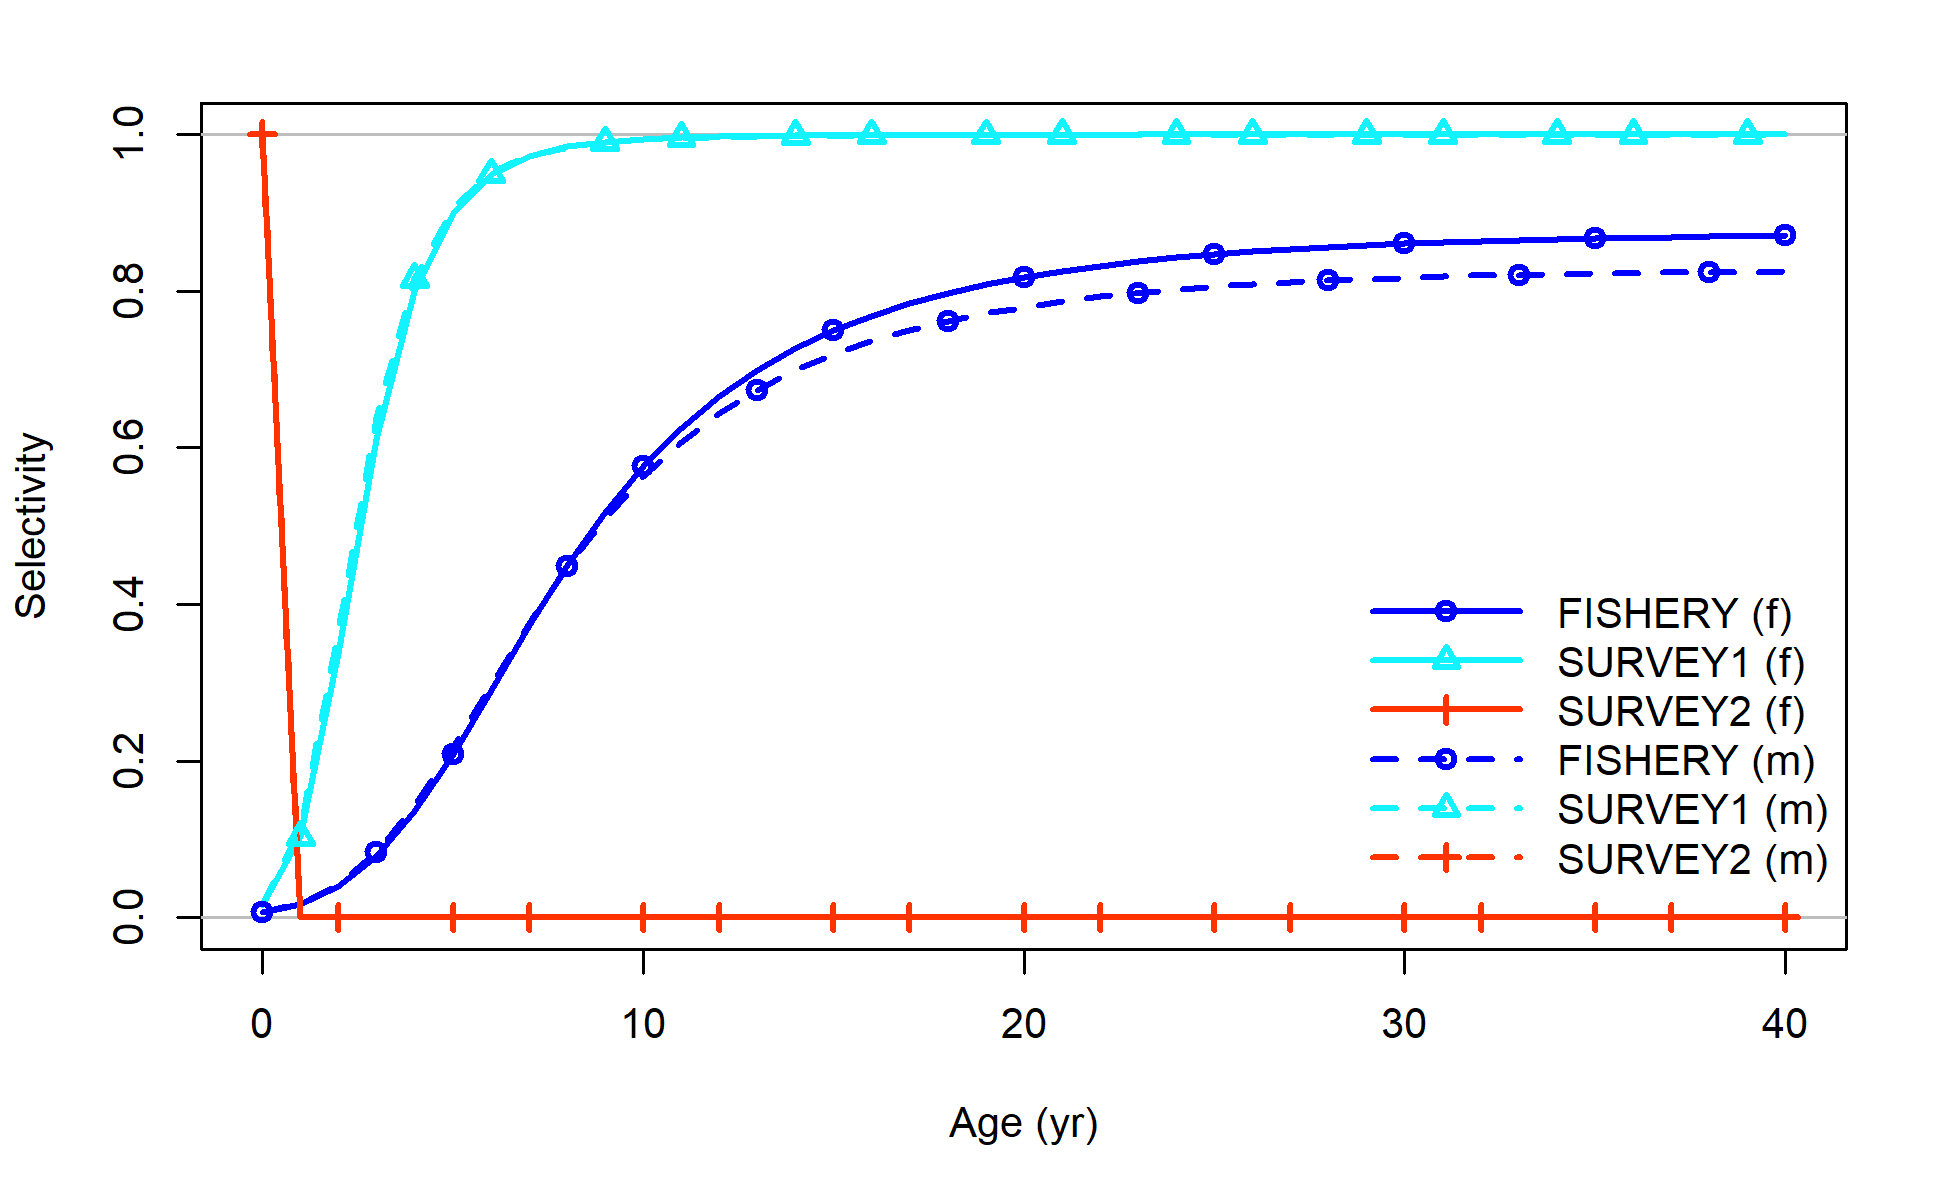 Selectivity
1.0
0.8
0.6
0.4
0.2
0.0
FISHERY (f)
SURVEY1 (f)
SURVEY2 (f)
FISHERY (m)
SURVEY1 (m)
SURVEY2 (m)
0 10 20 30 40
Age (yr)